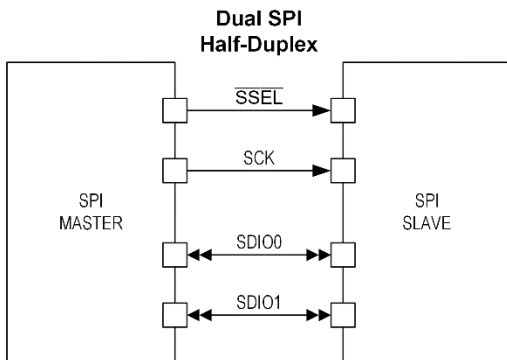 Dual SPI
Half-Duplex
SSEL
SCK
SPI
MASTER
SPI
SLAVE
SDIO0
SDIO1